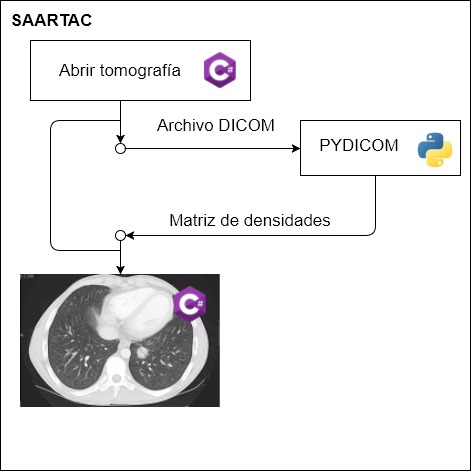 SAARTAC
Abrir tomografía
C#
Archivo DICOM
PYDICOM
Matriz de densidades
C#